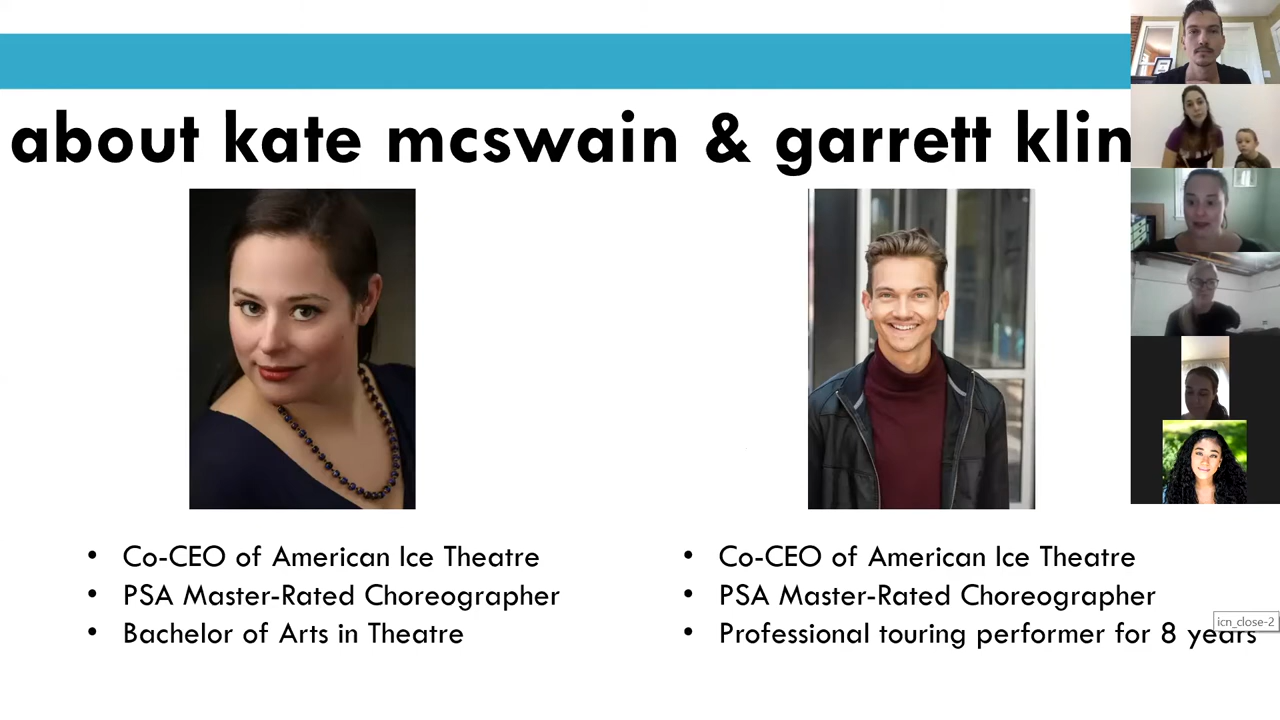 about kate mcswain & garrett klin
Co-CEO of American Ice Theatre
PSA Master-Rated Choreographer
Bachelor of Arts in Theatre
Co-CEO of American Ice Theatre
PSA Master-Rated Choreographer
Professional touring performer for 8 years
icn_close-2